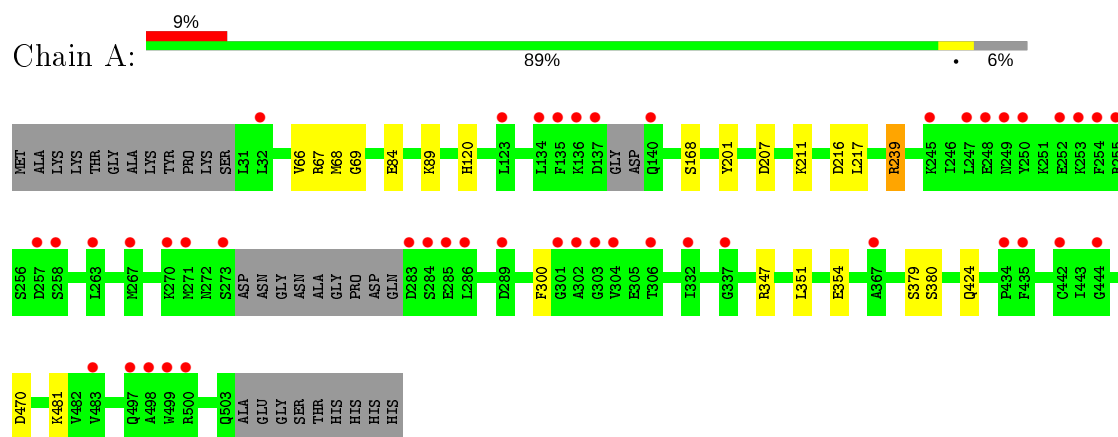 9%
Chain A:
89% • 6%
MET ALA LYS LYS THR GLY ALA LYS TYR PRO LYS SER L31 L32 V66 R67 M68 G69 E84 K89 H120 L123 L134 F135 K136 D137 GLY ASP Q140 S168 Y201 D207 K211 D216 L217 R239 K245 I246 L247 E248 N249 Y250 K251 E252 K253 F254 R255
S256 D257 S258 L263 M267 K270 M271 N272 S273 ASP ASN GLY ASN ALA GLY PRO ASP GLN D283 S284 E285 L286 D289 F300 G301 A302 G303 V304 E305 T306 I332 G337 R347 L351 E354 A367 S379 S380 Q424 P434 F435 C442 I443 G444
D470 K481 V482 V483 Q497 A498 W499 R500 Q503 ALA GLU GLY SER THR HIS HIS HIS HIS